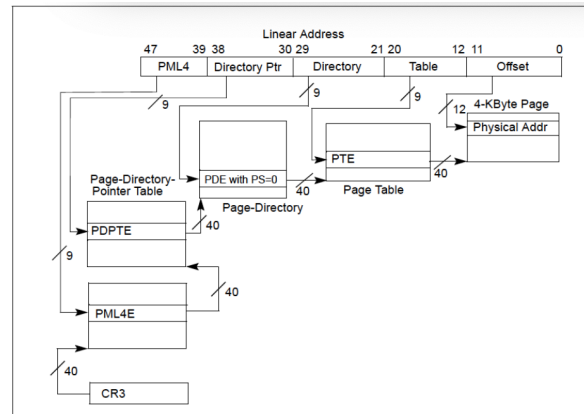 Linear Address
47 39 38 30 29 21 20 12 11 0
PML4 Directory Ptr Directory Table Offset
9 9 9 12 4-KByte Page
Physical Addr
PTE
PDE with PS=0 40 40
Page Table
Page-Directory-
Pointer Table
Page-Directory
PDPTE 40
9
40
PML4E
40
CR3